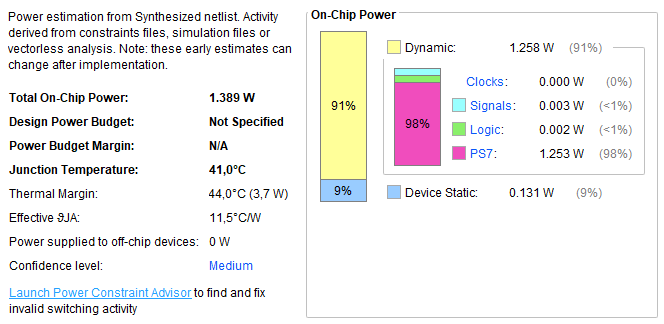 Power estimation from Synthesized netlist. Activity
derived from constraints files, simulation files or
vectorless analysis. Note: these early estimates can
change after implementation.
Total On-Chip Power: 1.389 W
Design Power Budget: Not Specified
Power Budget Margin: N/A
Junction Temperature: 41,0°C
Thermal Margin: 44,0°C (3,7 W)
Effective ϑJA: 11,5°C/W
Power supplied to off-chip devices: 0 W
Confidence level: Medium
Launch Power Constraint Advisor to find and fix
invalid switching activity
On-Chip Power
91%
9%
Dynamic: 1.258 W (91%)
98%
Clocks: 0.000 W (0%)
Signals: 0.003 W (<1%)
Logic: 0.002 W (<1%)
PS7: 1.253 W (98%)
Device Static: 0.131 W (9%)